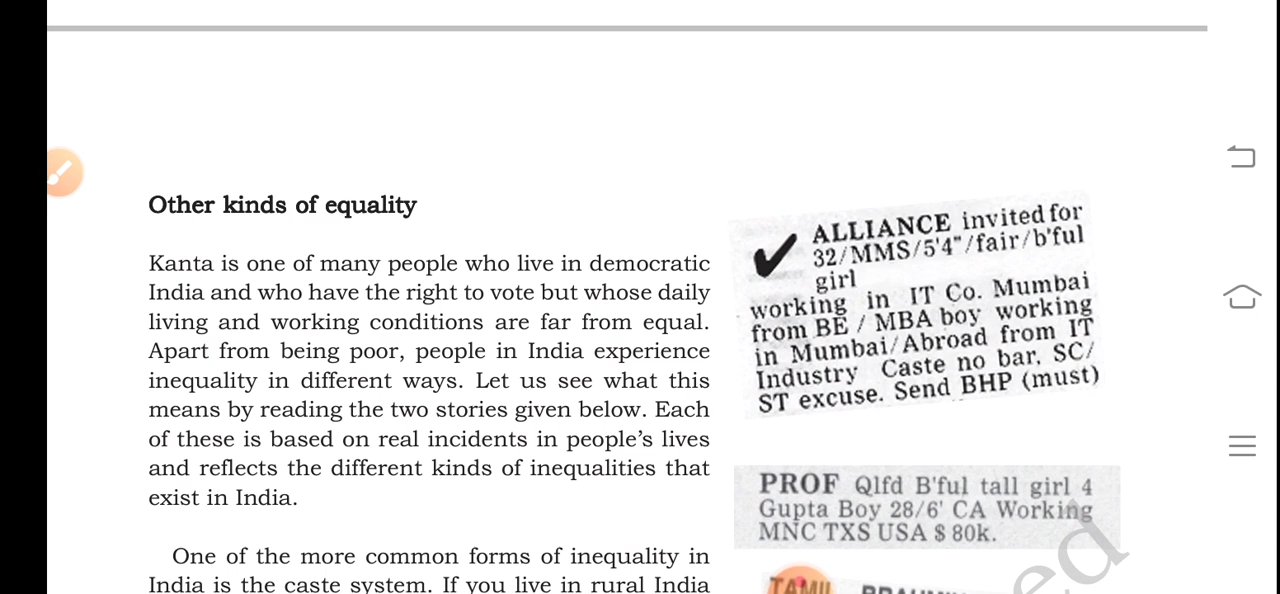 Other kinds of equality
Kanta is one of many people who live in democratic
India and who have the right to vote but whose daily
living and working conditions are far from equal.
Apart from being poor, people in India experience
inequality in different ways. Let us see what this
means by reading the two stories given below. Each
of these is based on real incidents in people's lives
and reflects the different kinds of inequalities that
exist in India.
One of the more common forms of inequality in
India is the caste system. If you live in rural India
ALLIANCE invited for
32/MMS/5'4"/fair/b'ful
girl
working in IT Co. Mumbai
from BE / MBA boy working
in Mumbai/Abroad from IT
Industry Caste no bar. SC/
ST excuse. Send BHP (must)
PROF Qlfd B'ful tall girl 4
Gupta Boy 28/6' CA Working
MNC TXS USA $ 80k.
TAMIL